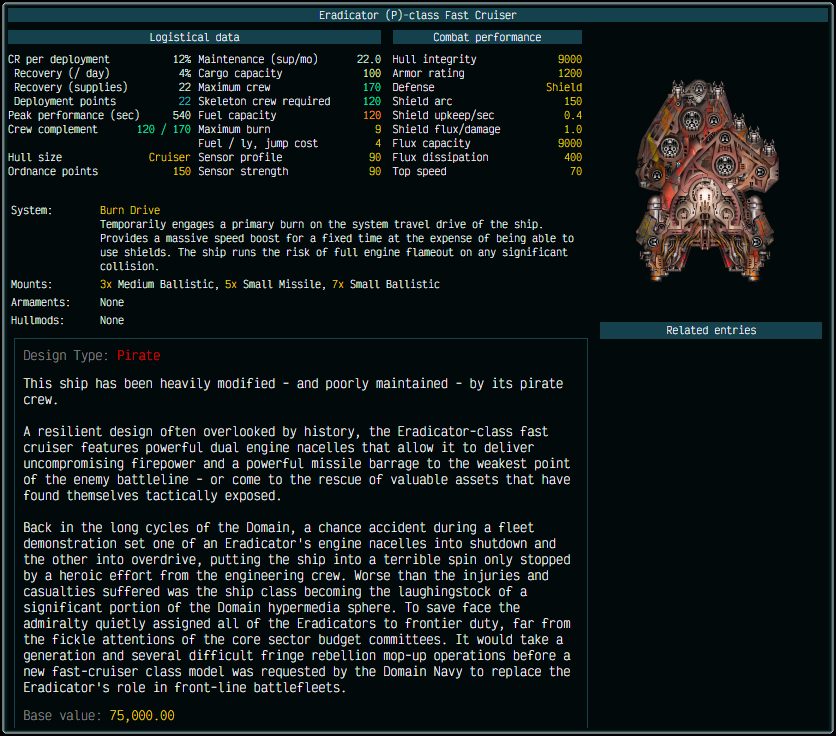 Eradicator (P)-class Fast Cruiser
Logistical data
CR per deployment 12% Maintenance (sup/mo) 22.0
Recovery (/ day) 4% Cargo capacity 100
Recovery (supplies) 22 Maximum crew 170
Deployment points 22 Skeleton crew required 120
Peak performance (sec) 540 Fuel capacity 120
Crew complement 120 / 170 Maximum burn 9
Fuel / ly, jump cost 4
Hull size Cruiser Sensor profile 90
Ordnance points 150 Sensor strength 90
Combat performance
Hull integrity 9000
Armor rating 1200
Defense Shield
Shield arc 150
Shield upkeep/sec 0.4
Shield flux/damage 1.0
Flux capacity 9000
Flux dissipation 400
Top speed 70
System: Burn Drive
Temporarily engages a primary burn on the system travel drive of the ship.
Provides a massive speed boost for a fixed time at the expense of being able to
use shields. The ship runs the risk of full engine flameout on any significant
collision.
Mounts: 3x Medium Ballistic, 5x Small Missile, 7x Small Ballistic
Armaments: None
Hullmods: None
Related entries
Design Type: Pirate
This ship has been heavily modified - and poorly maintained - by its pirate
crew.
A resilient design often overlooked by history, the Eradicator-class fast
cruiser features powerful dual engine nacelles that allow it to deliver
uncompromising firepower and a powerful missile barrage to the weakest point
of the enemy battleline - or come to the rescue of valuable assets that have
found themselves tactically exposed.
Back in the long cycles of the Domain, a chance accident during a fleet
demonstration set one of an Eradicator's engine nacelles into shutdown and
the other into overdrive, putting the ship into a terrible spin only stopped
by a heroic effort from the engineering crew. Worse than the injuries and
casualties suffered was the ship class becoming the laughingstock of a
significant portion of the Domain hypermedia sphere. To save face the
admiralty quietly assigned all of the Eradicators to frontier duty, far from
the fickle attentions of the core sector budget committees. It would take a
generation and several difficult fringe rebellion mop-up operations before a
new fast-cruiser class model was requested by the Domain Navy to replace the
Eradicator's role in front-line battlefleets.
Base value: 75,000.00